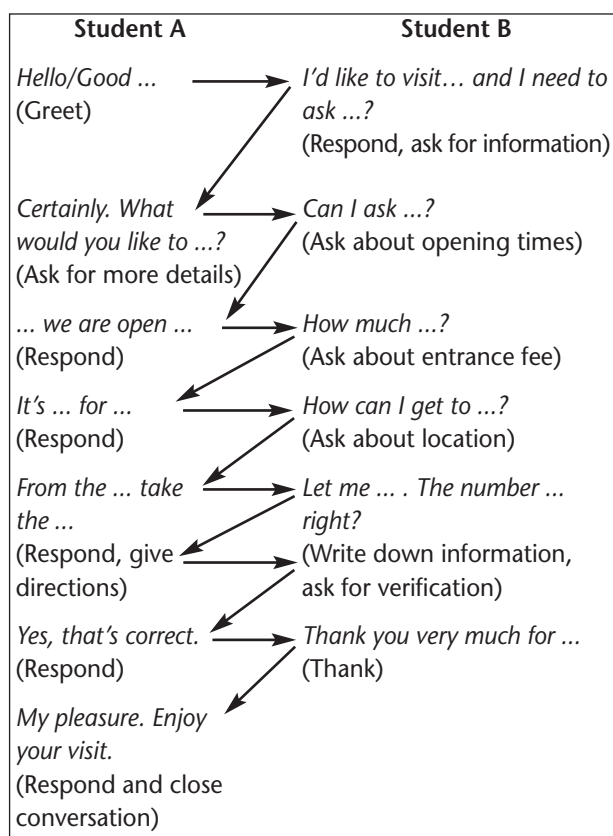 Student A
Student B
Hello/Good ...
(Greet)
I'd like to visit… and I need to
ask ...?
(Respond, ask for information)
Certainly. What
would you like to ...?
(Ask for more details)
Can I ask ...?
(Ask about opening times)
... we are open ...
(Respond)
How much ...?
(Ask about entrance fee)
It's ... for ...
(Respond)
How can I get to ...?
(Ask about location)
From the ... take
the ...
(Respond, give
directions)
Let me ... . The number ...
right?
(Write down information,
ask for verification)
Yes, that's correct.
(Respond)
Thank you very much for ...
(Thank)
My pleasure. Enjoy
your visit.
(Respond and close
conversation)